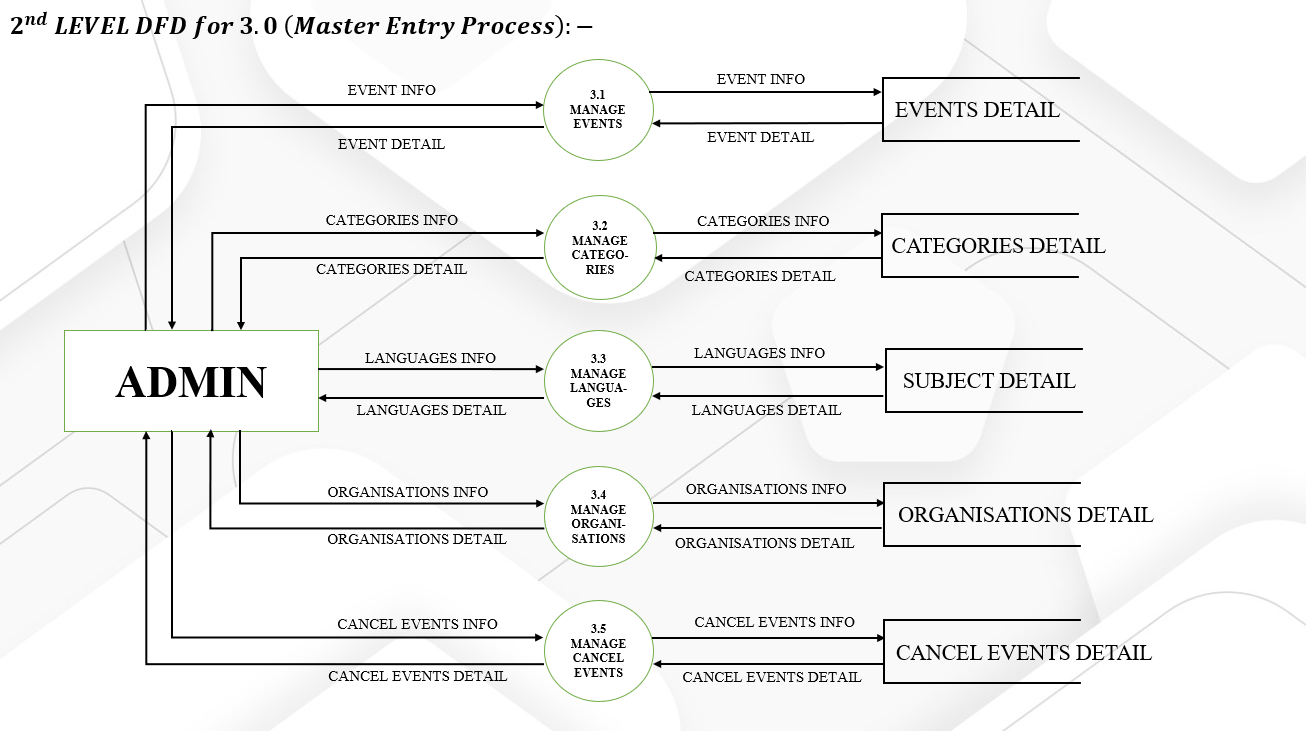 2nd LEVEL DFD for 3.0 (Master Entry Process): −
EVENT INFO
EVENT DETAIL
3.1
MANAGE
EVENTS
EVENT INFO
EVENT DETAIL
EVENTS DETAIL
CATEGORIES INFO
CATEGORIES DETAIL
3.2
MANAGE
CATEGO-
RIES
CATEGORIES INFO
CATEGORIES DETAIL
CATEGORIES DETAIL
ADMIN
LANGUAGES INFO
LANGUAGES DETAIL
3.3
MANAGE
LANGUA-
GES
LANGUAGES INFO
LANGUAGES DETAIL
SUBJECT DETAIL
ORGANISATIONS INFO
ORGANISATIONS DETAIL
3.4
MANAGE
ORGANI-
SATIONS
ORGANISATIONS INFO
ORGANISATIONS DETAIL
ORGANISATIONS DETAIL
CANCEL EVENTS INFO
CANCEL EVENTS DETAIL
3.5
MANAGE
CANCEL
EVENTS
CANCEL EVENTS INFO
CANCEL EVENTS DETAIL
CANCEL EVENTS DETAIL